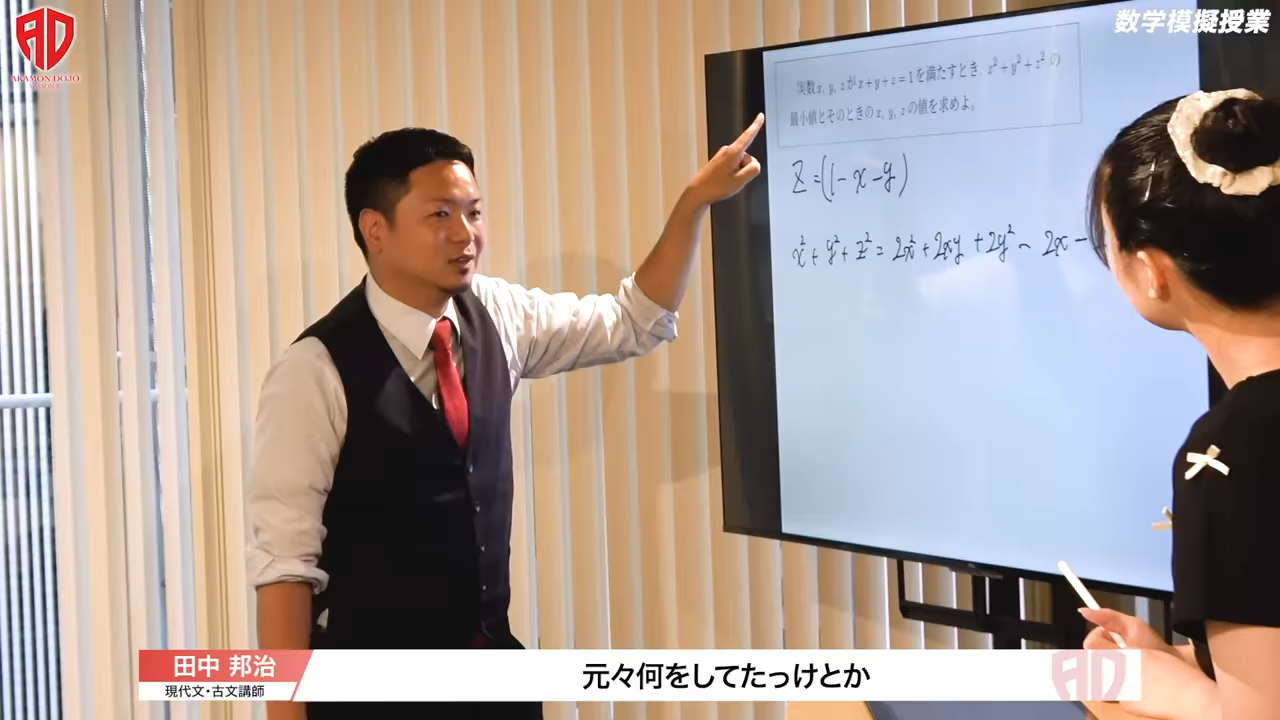 AKAMON DOJO
数学模擬授業
実数x, y, zがx+y+z=1を満たすとき, x²+y²+z²の
最小値とそのときのx, y, zの値を求めよ。
z=(1-x-y)
x²+y²+z²=2x²+2xy+2y²-2x-
田中 邦治
現代文・古文講師
元々何をしてたっけとか